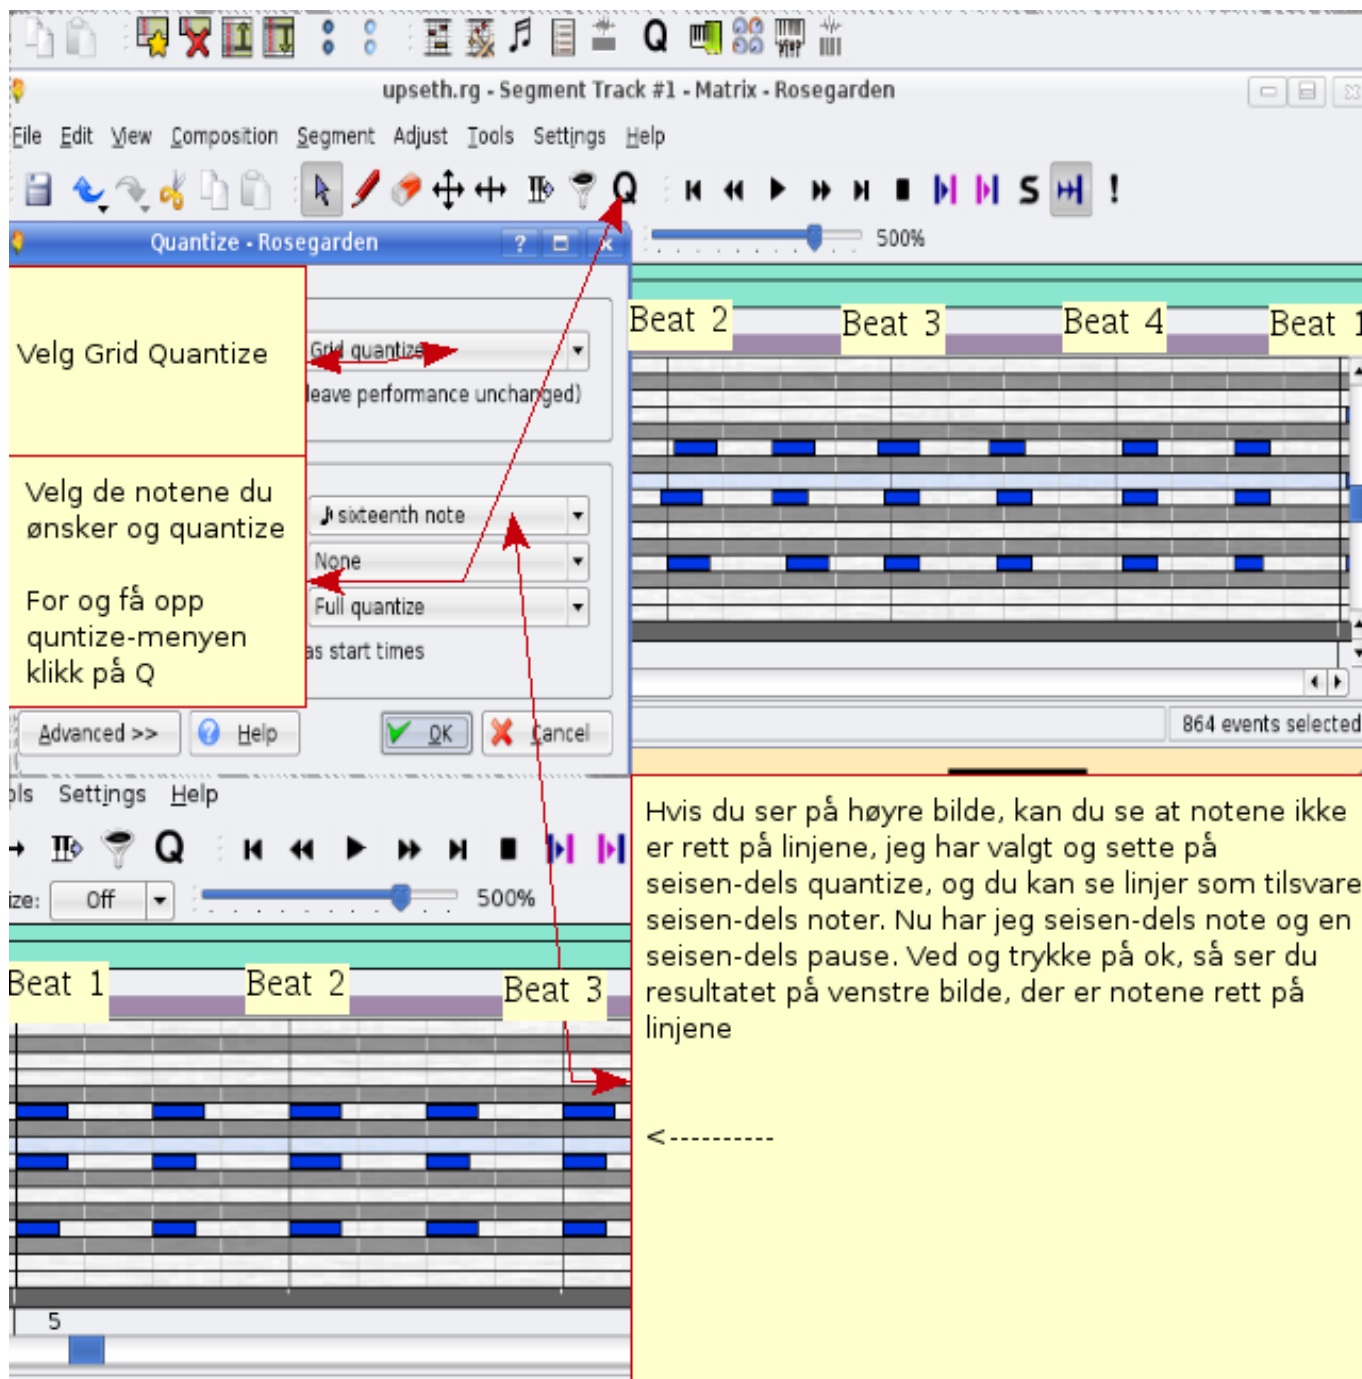 Q
upseth.rg - Segment Track #1 - Matrix - Rosegarden
File Edit View Composition Segment Adjust Tools Settings Help
Q S !
Quantize - Rosegarden ?
500%
Velg Grid Quantize
Grid quantize
leave performance unchanged)
Velg de notene du
ønsker og quantize
For og få opp
quntize-menyen
klikk på Q
sixteenth note
None
Full quantize
as start times
Advanced >> Help OK Cancel
Beat 2 Beat 3 Beat 4 Beat 1
864 events selected
ols Settings Help
Q
ize: Off 500%
Beat 1 Beat 2 Beat 3
5
Hvis du ser på høyre bilde, kan du se at notene ikke
er rett på linjene, jeg har valgt og sette på
seisen-dels quantize, og du kan se linjer som tilsvare
seisen-dels noter. Nu har jeg seisen-dels note og en
seisen-dels pause. Ved og trykke på ok, så ser du
resultatet på venstre bilde, der er notene rett på
linjene
<----------